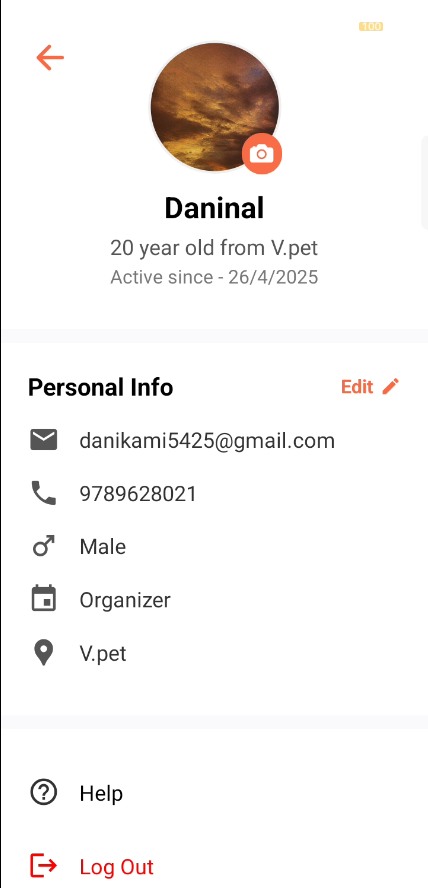 100
Daninal
20 year old from V.pet
Active since - 26/4/2025
Personal Info
Edit
danikami5425@gmail.com
9789628021
Male
Organizer
V.pet
Help
Log Out